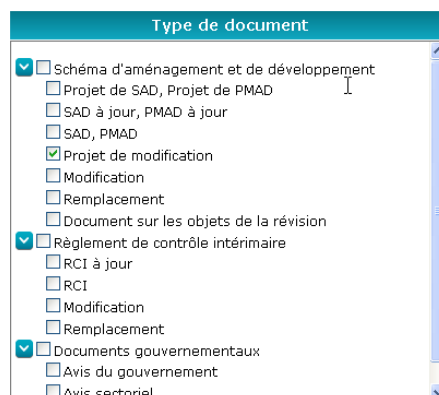 Type de document
Schéma d'aménagement et de développement
Projet de SAD, Projet de PMAD
SAD à jour, PMAD à jour
SAD, PMAD
Projet de modification
Modification
Remplacement
Document sur les objets de la révision
Règlement de contrôle intérimaire
RCI à jour
RCI
Modification
Remplacement
Documents gouvernementaux
Avis du gouvernement
Avis sectoriel